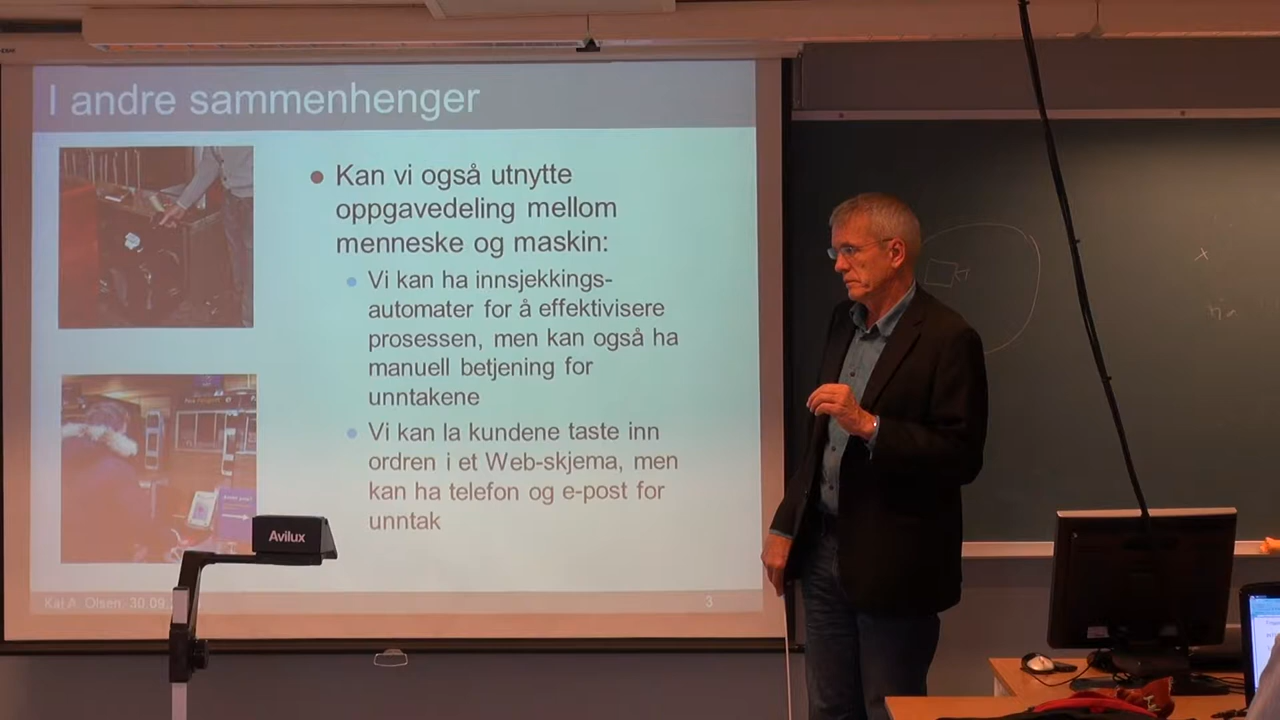 I andre sammenhenger
Kan vi også utnytte
oppgavedeling mellom
menneske og maskin:
Vi kan ha innsjekkings-
automater for å effektivisere
prosessen, men kan også ha
manuell betjening for
unntakene
Vi kan la kundene taste inn
ordren i et Web-skjema, men
kan ha telefon og e-post for
unntak
Avilux
Kai A. Olsen 30.09.
3